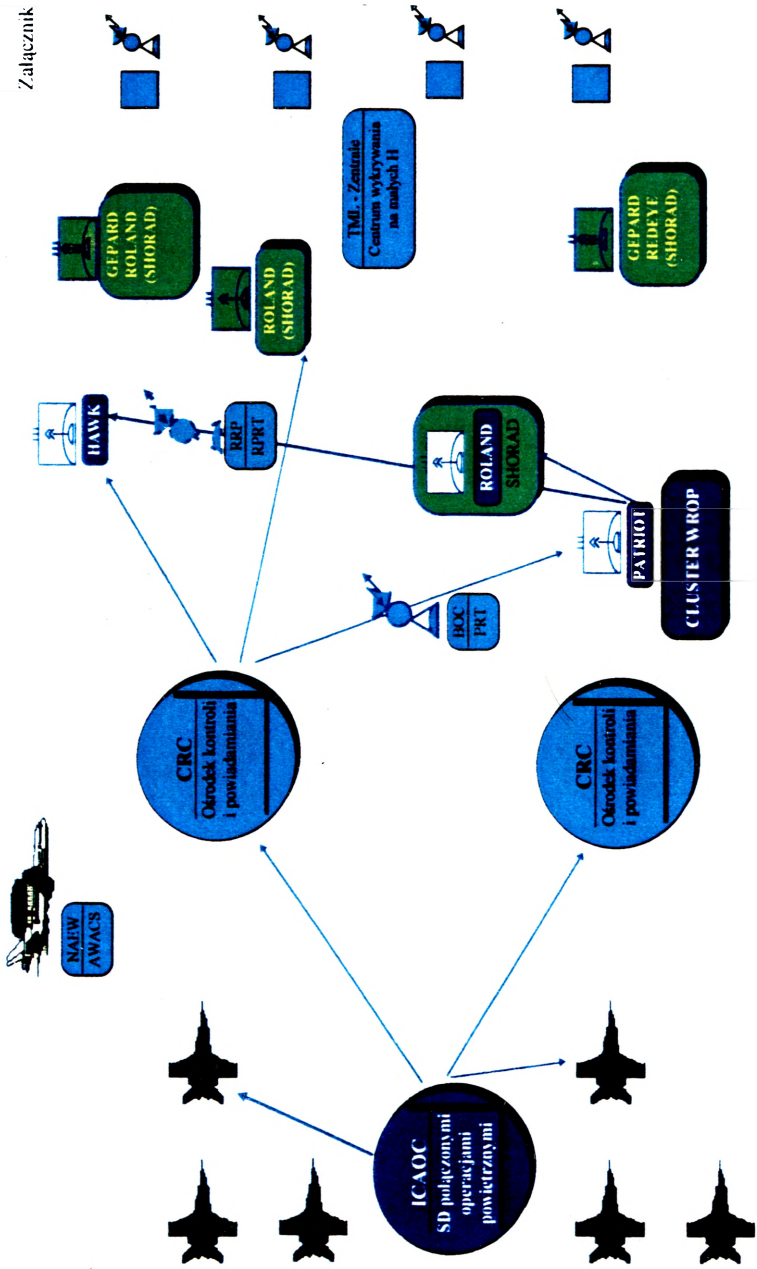 Załącznik
NAEW
AWACS
HAWK
GEPARD
ROLAND
(SHORAD)
ROLAND
(SHORAD)
RRP
RPRT
CRC
Ośrodek kontroli
i powiadamiania
TML - Zentrale
Centrum wykrywania
na małych H
BOC
PRT
ROLAND
SHORAD
ICAOC
SD połączonymi
operacjami
powietrznymi
PATRIOT
CLUSTER WROP
CRC
Ośrodek kontroli
i powiadamiania
GEPARD
REDEYE
(SHORAD)